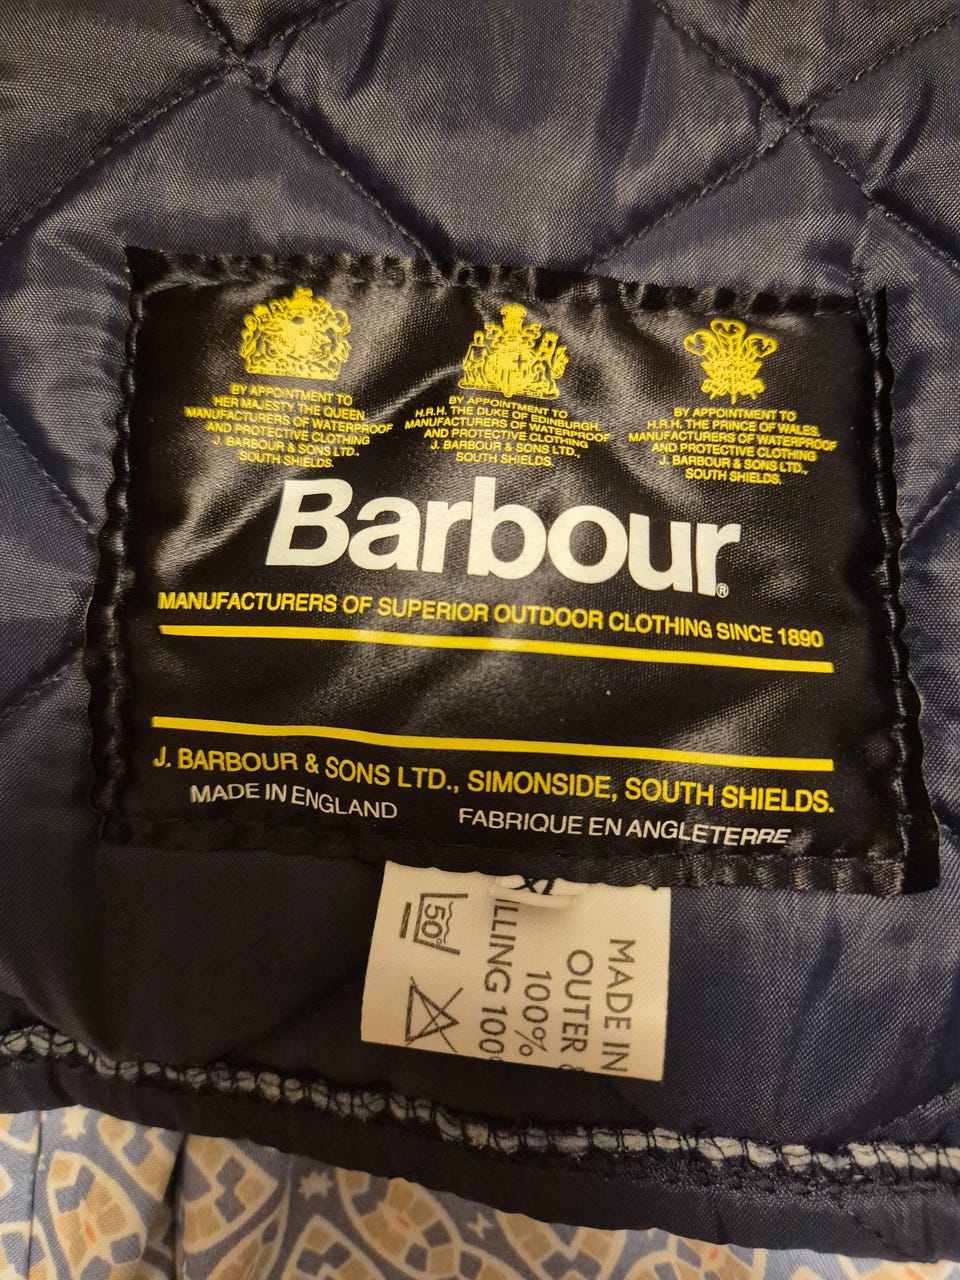 BY APPOINTMENT TO
HER MAJESTY THE QUEEN,
MANUFACTURERS OF WATERPROOF
AND PROTECTIVE CLOTHING
J. BARBOUR & SONS LTD.,
SOUTH SHIELDS.
BY APPOINTMENT TO
H.R.H. THE DUKE OF EDINBURGH,
MANUFACTURERS OF WATERPROOF
AND PROTECTIVE CLOTHING
J. BARBOUR & SONS LTD.,
SOUTH SHIELDS.
BY APPOINTMENT TO
H.R.H. THE PRINCE OF WALES,
MANUFACTURERS OF WATERPROOF
AND PROTECTIVE CLOTHING
J. BARBOUR & SONS LTD.,
SOUTH SHIELDS.
Barbour®
MANUFACTURERS OF SUPERIOR OUTDOOR CLOTHING SINCE 1890
J. BARBOUR & SONS LTD., SIMONSIDE, SOUTH SHIELDS.
MADE IN ENGLAND FABRIQUE EN ANGLETERRE
XL
MADE IN
OUTER &
100%
ILLING 100%
50°